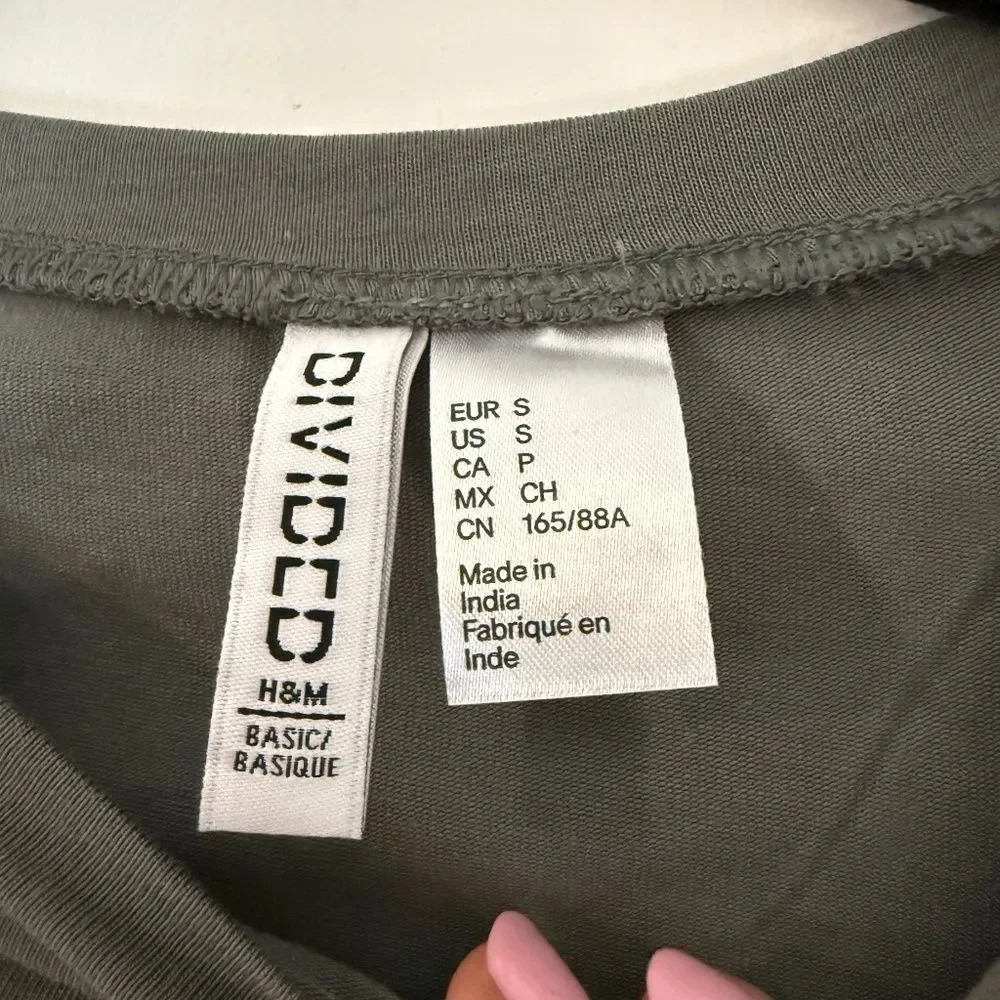 DIVIDED
H&M
BASIC/
BASIQUE
EUR S
US S
CA P
MX CH
CN 165/88A
Made in
India
Fabriqué en
Inde